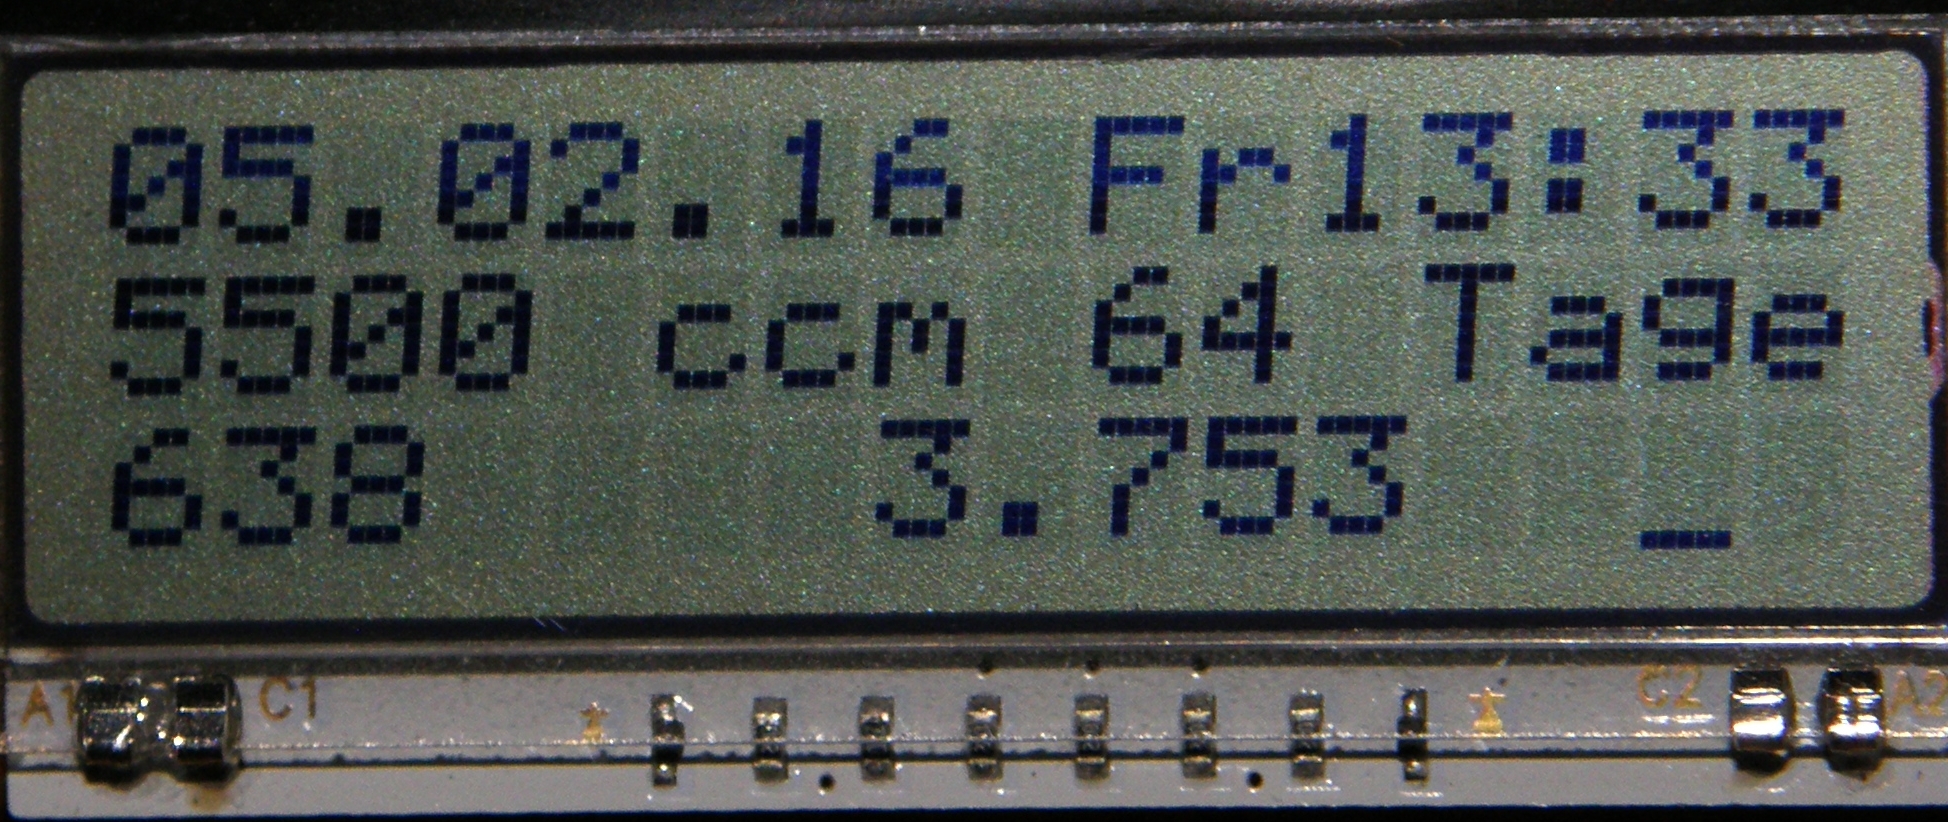 05.02.16 Fr13:33
5500 ccm 64 Tage
638 3.753 _
A1 C1 C2 A2